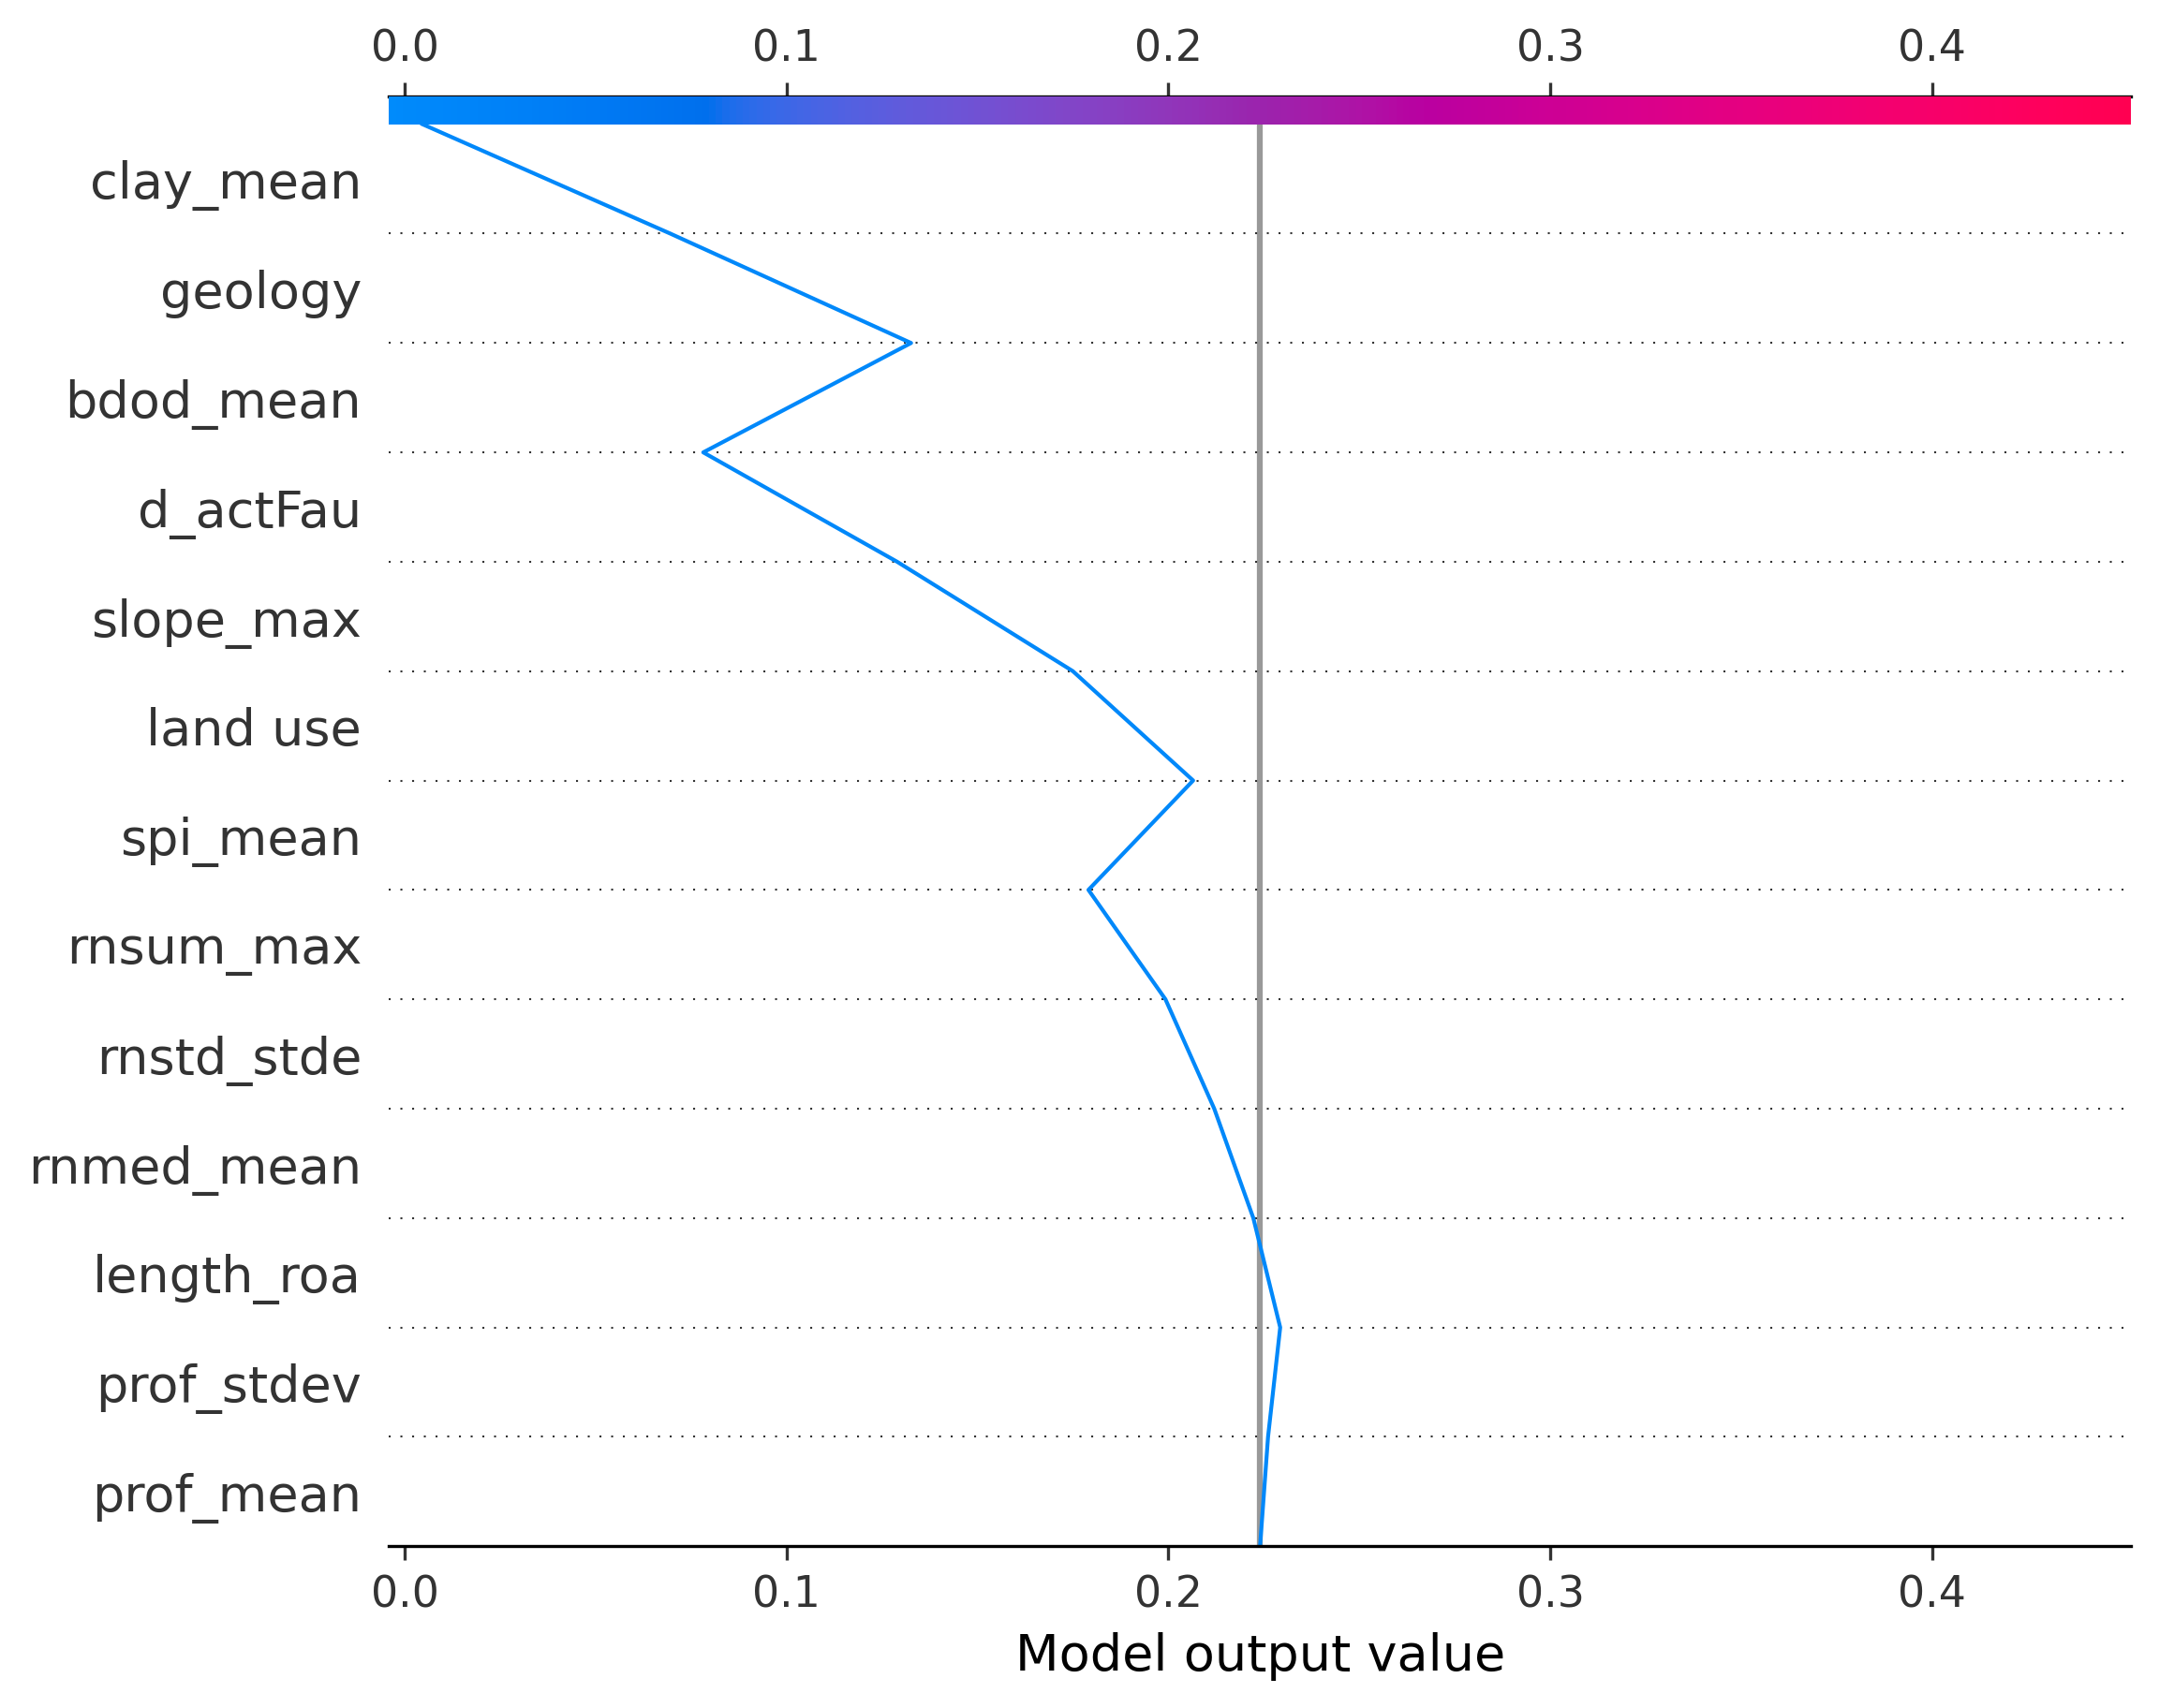 0.0 0.1 0.2 0.3 0.4
clay_mean
geology
bdod_mean
d_actFau
slope_max
land use
spi_mean
rnsum_max
rnstd_stde
rnmed_mean
length_roa
prof_stdev
prof_mean
0.0 0.1 0.2 0.3 0.4
Model output value